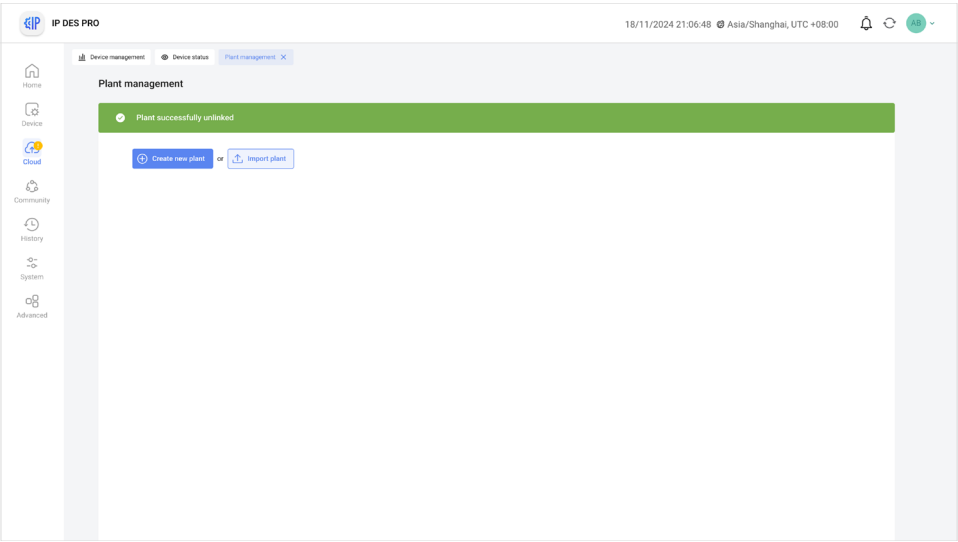 IP DES PRO
18/11/2024 21:06:48 Asia/Shanghai, UTC +08:00
AB
Device management
Device status
Plant management
Home
Device
Cloud
Community
History
System
Advanced
Plant management
Plant successfully unlinked
Create new plant or Import plant